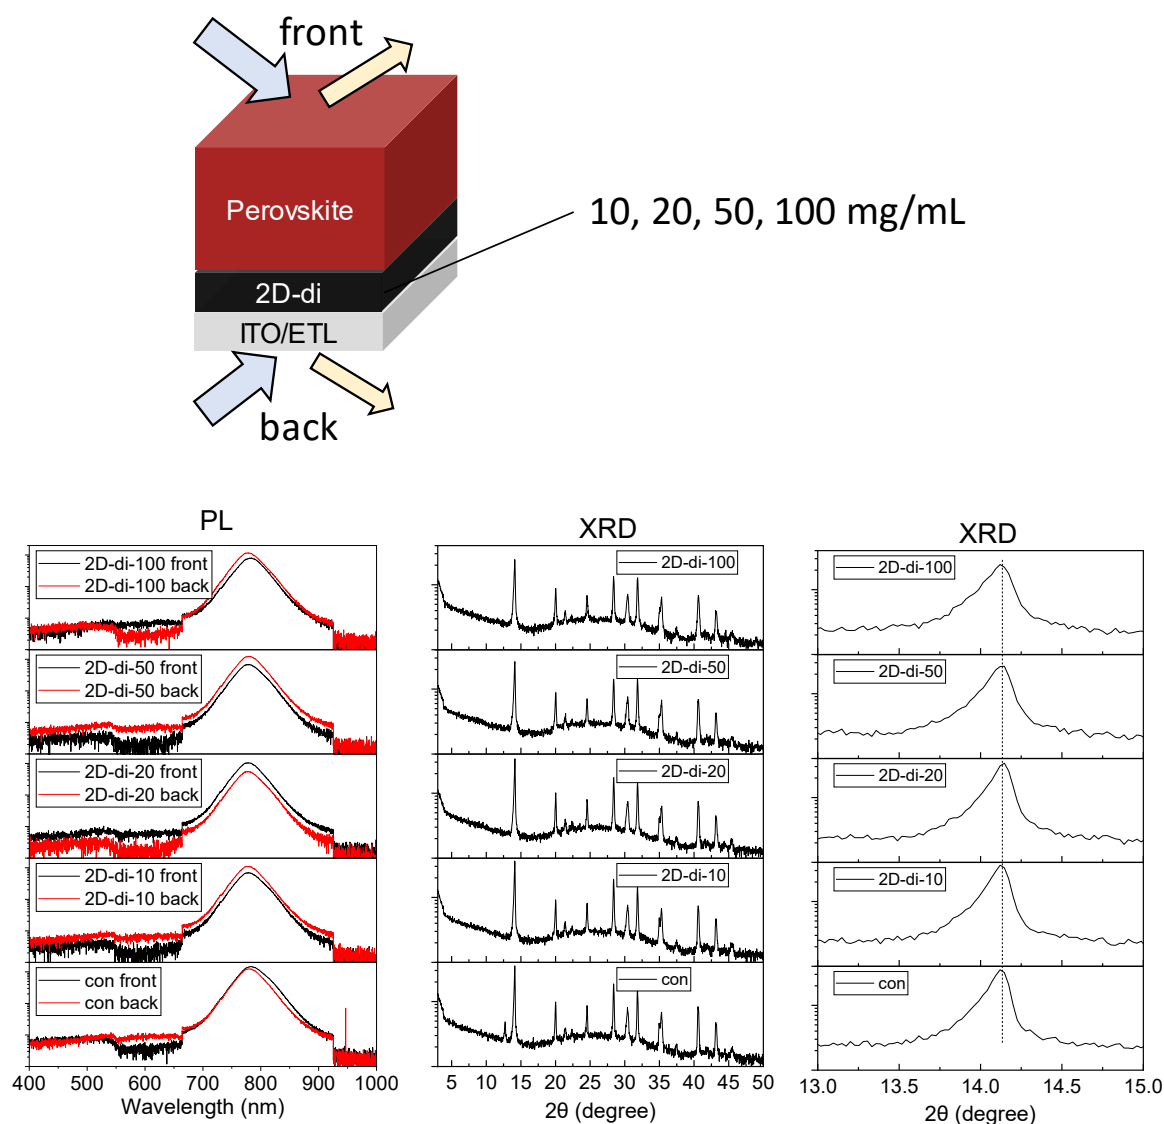 front
Perovskite
10, 20, 50, 100 mg/mL
2D-di
ITO/ETL
back
PL
XRD
XRD
2D-di-100 front
2D-di-100 back
2D-di-50 front
2D-di-50 back
2D-di-20 front
2D-di-20 back
2D-di-10 front
2D-di-10 back
con front
con back
400 500 600 700 800 900 1000
Wavelength (nm)
2D-di-100
2D-di-50
2D-di-20
2D-di-10
con
5 10 15 20 25 30 35 40 45 50
2θ (degree)
2D-di-100
2D-di-50
2D-di-20
2D-di-10
con
13.0 13.5 14.0 14.5 15.0
2θ (degree)